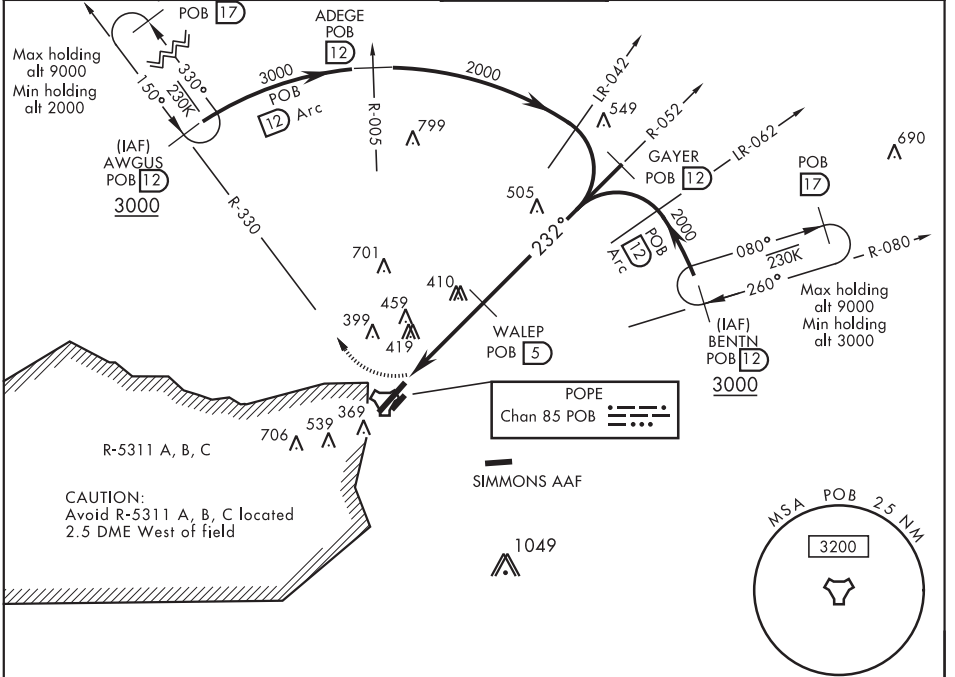 POB 17
ADEGE
POB
12
Max holding
alt 9000
Min holding
alt 2000
150°
330°
230K
3000
POB
12 Arc
2000
R-005
LR-042
549
R-052
LR-062
799
690
(IAF)
AWGUS
POB 12
3000
GAYER
POB 12
POB
17
R-330
505
232°
2000
POB
12
Arc
080°
230K
260°
R-080
701
410
Max holding
alt 9000
Min holding
alt 3000
459
399
419
WALEP
POB 5
(IAF)
BENTN
POB 12
3000
POPE
Chan 85 POB
369
539
706
R-5311 A, B, C
SIMMONS AAF
CAUTION:
Avoid R-5311 A, B, C located
2.5 DME West of field
1049
MSA POB 25 NM
3200